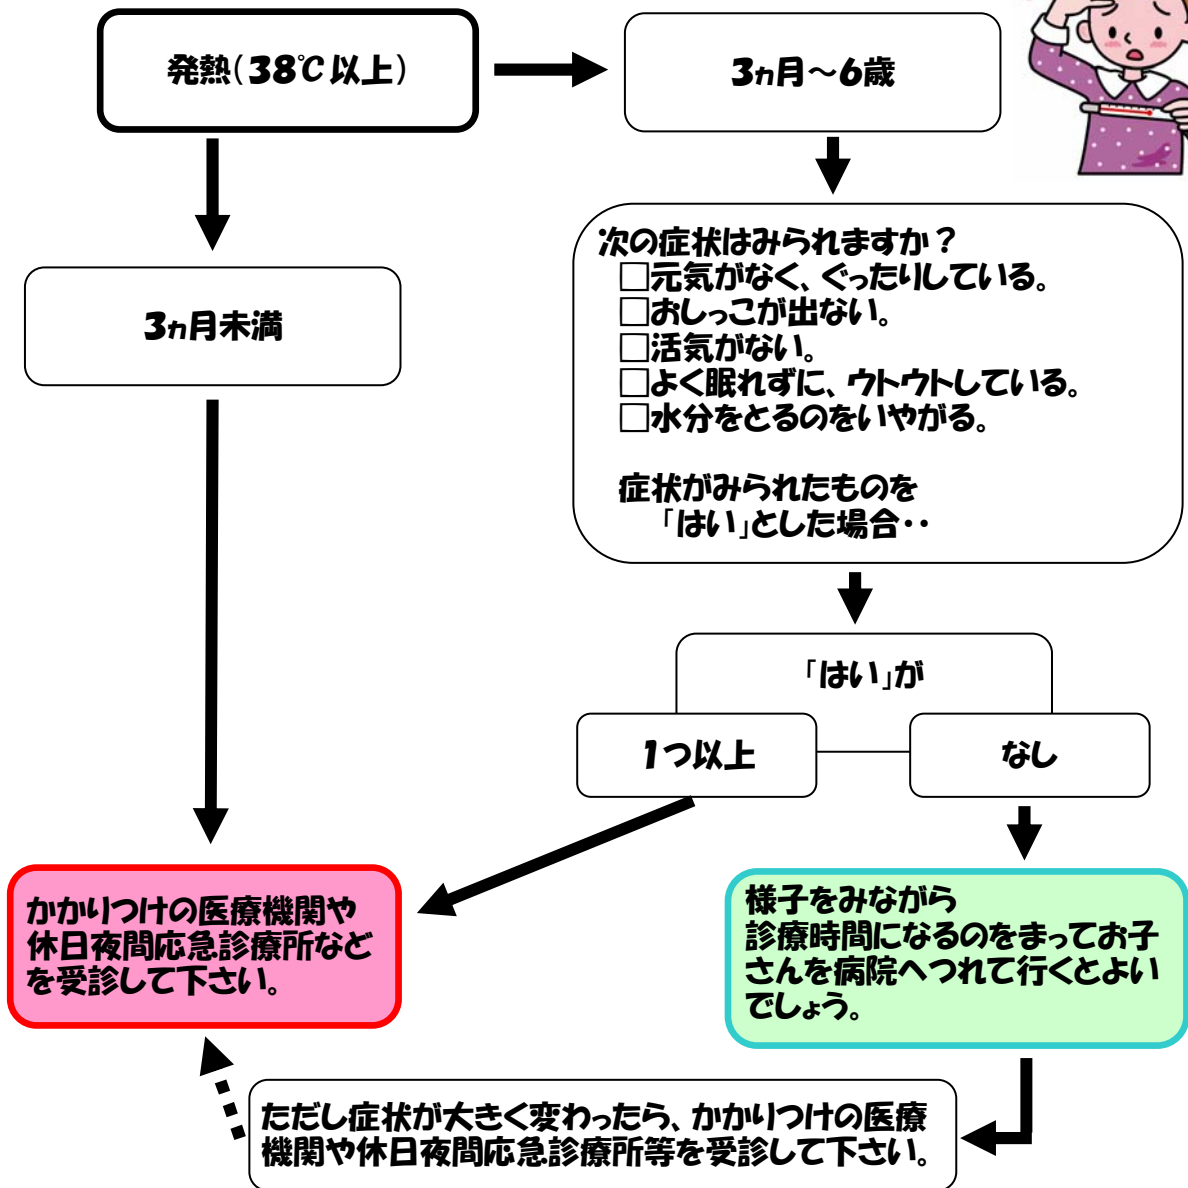 発熱(38℃以上)
3ヵ月～6歳
3ヵ月未満
次の症状はみられますか？
□元気がなく、ぐったりしている。
□おしっこが出ない。
□活気がない。
□よく眠れずに、ウトウトしている。
□水分をとるのをいやがる。
症状がみられたものを
「はい」とした場合・・
「はい」が
1つ以上
なし
かかりつけの医療機関や
休日夜間応急診療所など
を受診して下さい。
様子をみながら
診療時間になるのをまってお子
さんを病院へつれて行くとよい
でしょう。
ただし症状が大きく変わったら、かかりつけの医療
機関や休日夜間応急診療所等を受診して下さい。